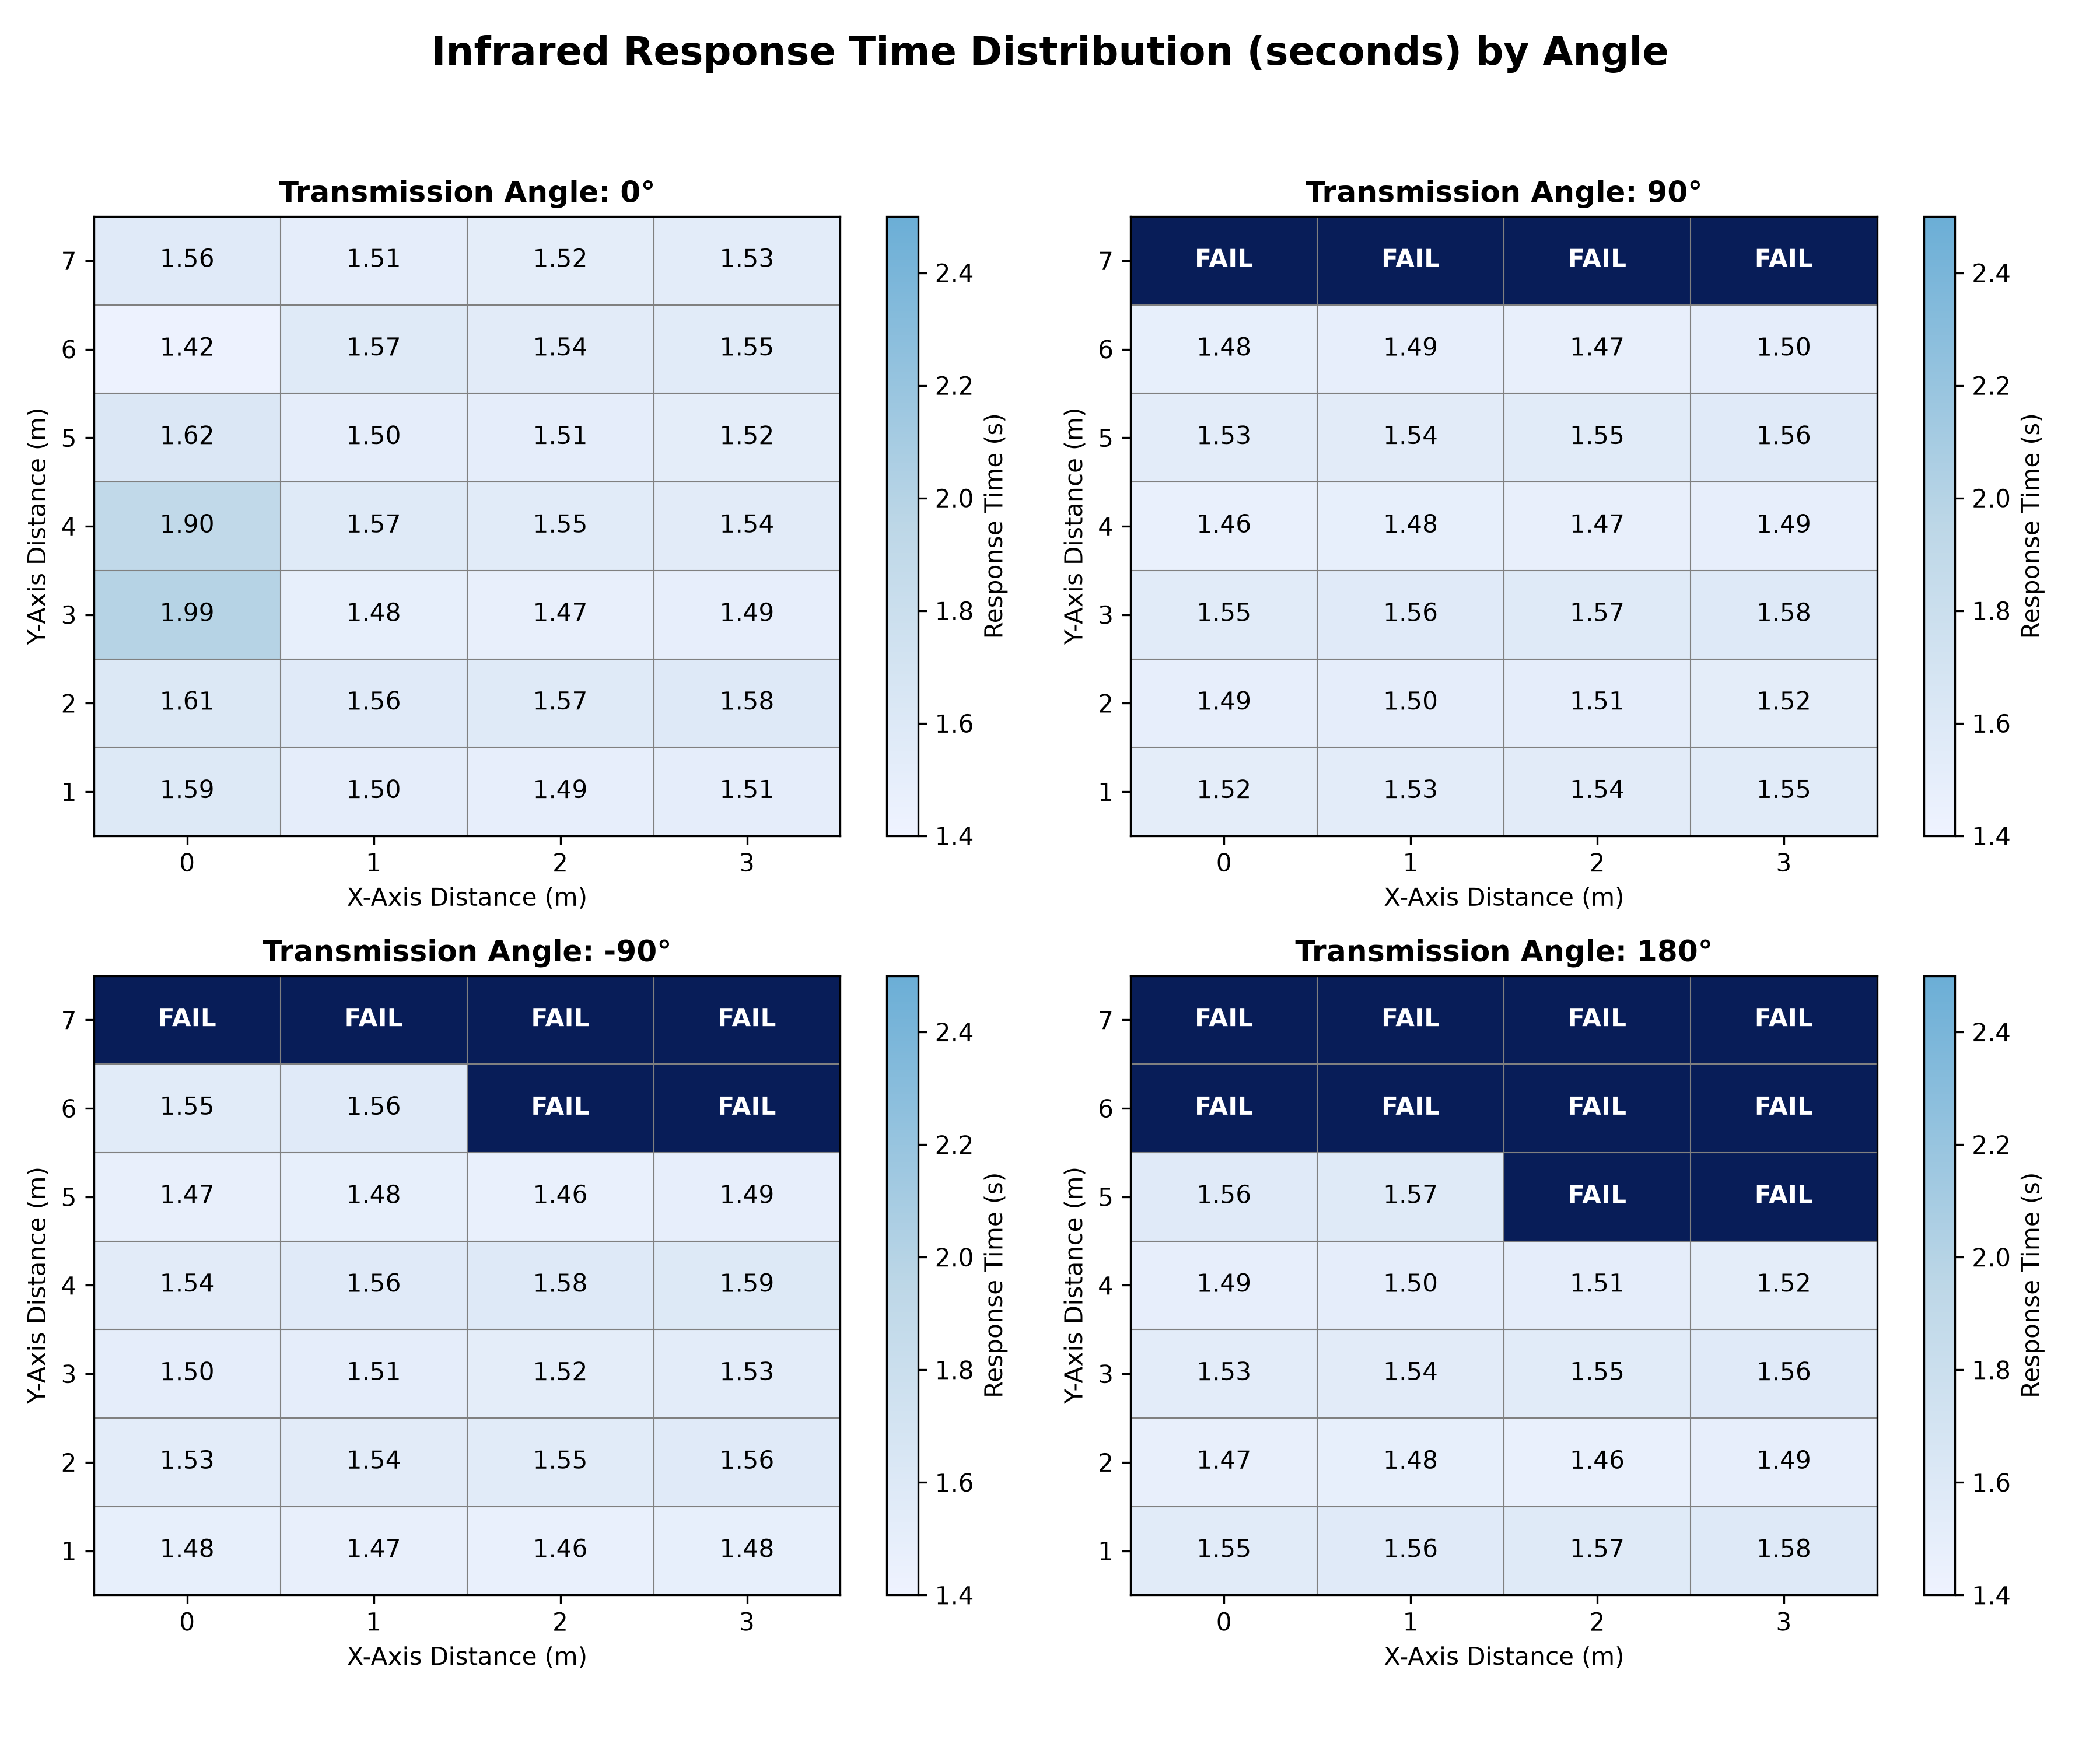 Infrared Response Time Distribution (seconds) by Angle
Transmission Angle: 0°
7 1.56 1.51 1.52 1.53
6 1.42 1.57 1.54 1.55
5 1.62 1.50 1.51 1.52
4 1.90 1.57 1.55 1.54
3 1.99 1.48 1.47 1.49
2 1.61 1.56 1.57 1.58
1 1.59 1.50 1.49 1.51
0 1 2 3
X-Axis Distance (m)
Y-Axis Distance (m)
2.4
2.2
2.0
1.8
1.6
1.4
Response Time (s)
Transmission Angle: 90°
7 FAIL FAIL FAIL FAIL
6 1.48 1.49 1.47 1.50
5 1.53 1.54 1.55 1.56
4 1.46 1.48 1.47 1.49
3 1.55 1.56 1.57 1.58
2 1.49 1.50 1.51 1.52
1 1.52 1.53 1.54 1.55
0 1 2 3
X-Axis Distance (m)
Y-Axis Distance (m)
2.4
2.2
2.0
1.8
1.6
1.4
Response Time (s)
Transmission Angle: -90°
7 FAIL FAIL FAIL FAIL
6 1.55 1.56 FAIL FAIL
5 1.47 1.48 1.46 1.49
4 1.54 1.56 1.58 1.59
3 1.50 1.51 1.52 1.53
2 1.53 1.54 1.55 1.56
1 1.48 1.47 1.46 1.48
0 1 2 3
X-Axis Distance (m)
Y-Axis Distance (m)
2.4
2.2
2.0
1.8
1.6
1.4
Response Time (s)
Transmission Angle: 180°
7 FAIL FAIL FAIL FAIL
6 FAIL FAIL FAIL FAIL
5 1.56 1.57 FAIL FAIL
4 1.49 1.50 1.51 1.52
3 1.53 1.54 1.55 1.56
2 1.47 1.48 1.46 1.49
1 1.55 1.56 1.57 1.58
0 1 2 3
X-Axis Distance (m)
Y-Axis Distance (m)
2.4
2.2
2.0
1.8
1.6
1.4
Response Time (s)